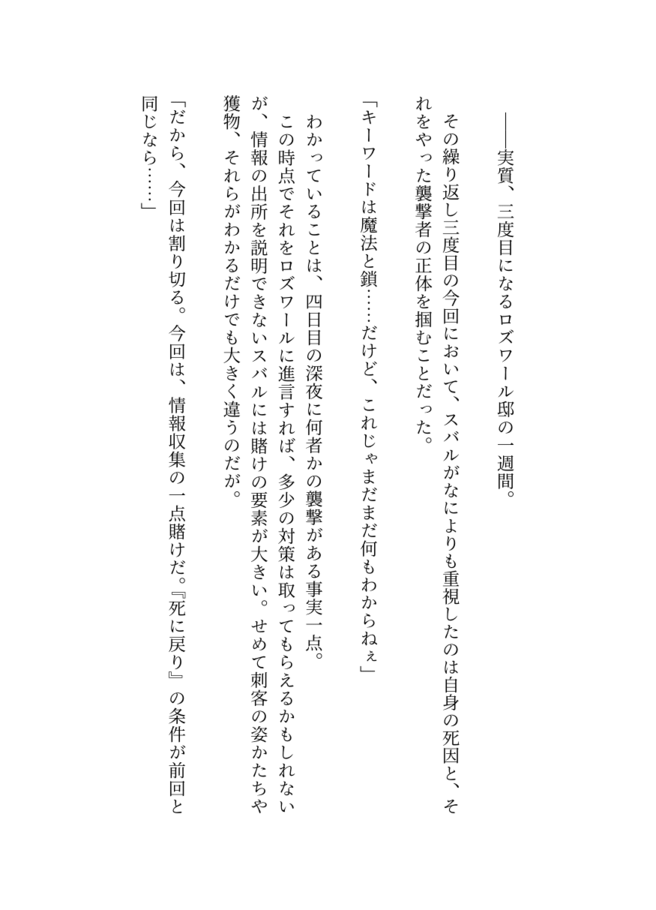 ――実質、三度目になるロズワール邸の一週間。
その繰り返し三度目の今回において、スバルがなによりも重視したのは自身の死因と、そ
れをやった襲撃者の正体を掴むことだった。
「キーワードは魔法と鎖……だけど、これじゃまだまだ何もわからねぇ」
わかっていることは、四日目の深夜に何者かの襲撃がある事実一点。
この時点でそれをロズワールに進言すれば、多少の対策は取ってもらえるかもしれない
が、情報の出所を説明できないスバルには賭けの要素が大きい。せめて刺客の姿かたちや
獲物、それらがわかるだけでも大きく違うのだが。
「だから、今回は割り切る。今回は、情報収集の一点賭けだ。『死に戻り』の条件が前回と
同じなら……」